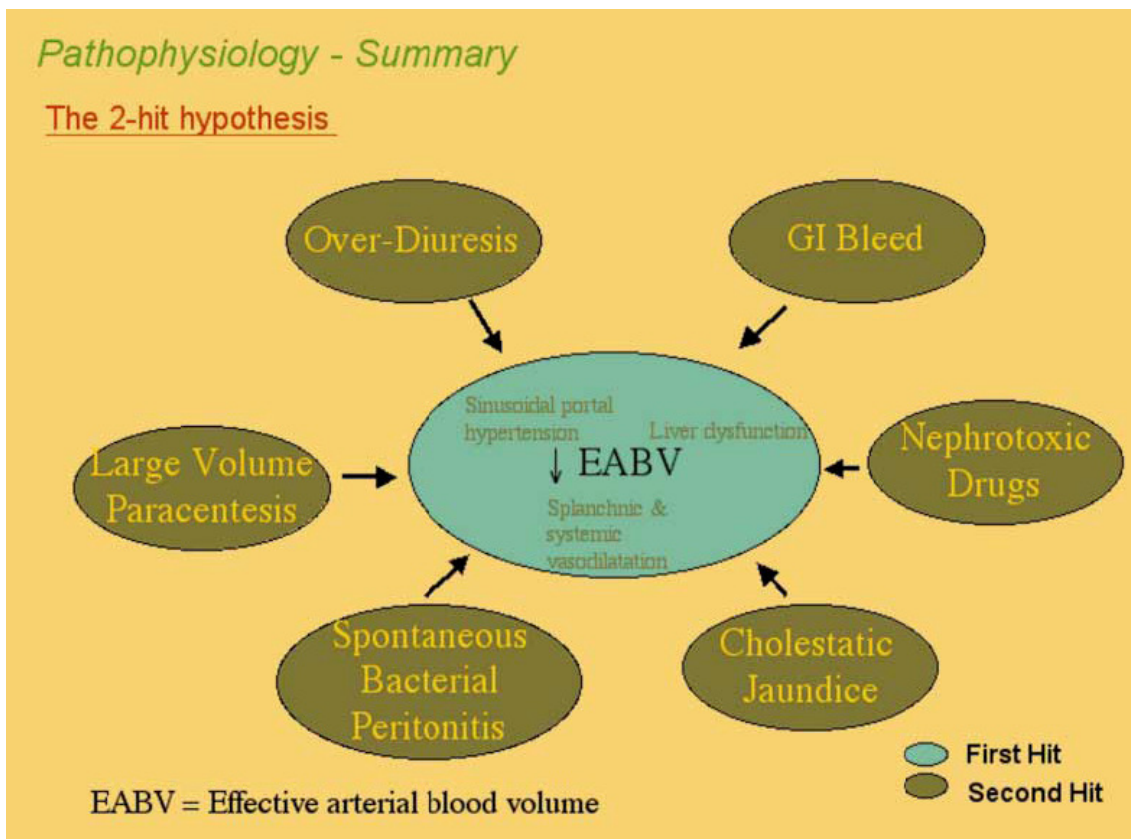 Pathophysiology - Summary
The 2-hit hypothesis
Over-Diuresis
GI Bleed
Sinusoidal portal
hypertension
Liver dysfunction
↓ EABV
Splanchnic &
systemic
vasodilatation
Large Volume
Paracentesis
Nephrotoxic
Drugs
Spontaneous
Bacterial
Peritonitis
Cholestatic
Jaundice
First Hit
Second Hit
EABV = Effective arterial blood volume